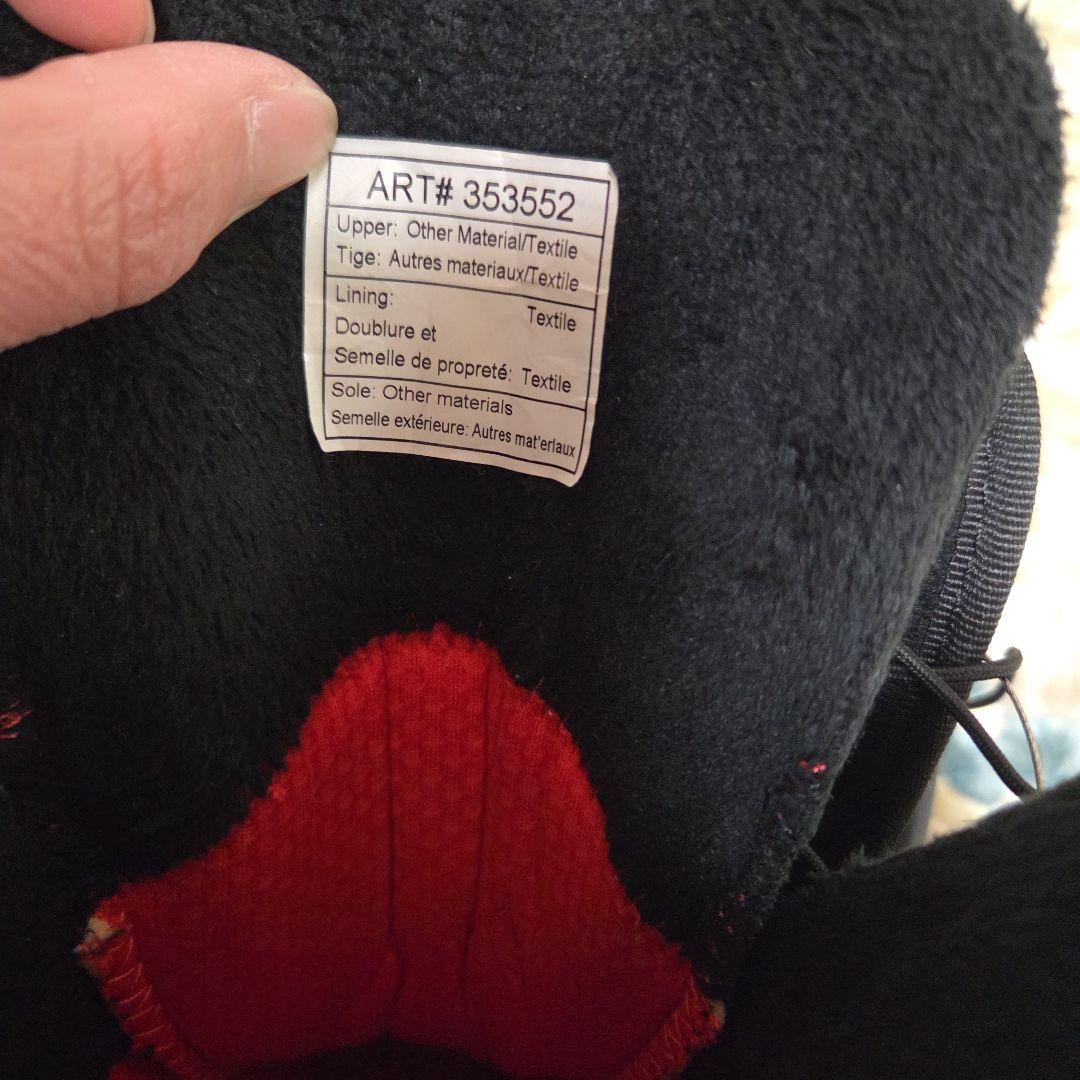 ART# 353552
Upper: Other Material/Textile
Tige: Autres materiaux/Textile
Lining: Textile
Doublure et
Semelle de propreté: Textile
Sole: Other materials
Semelle extérieure: Autres mat'erlaux